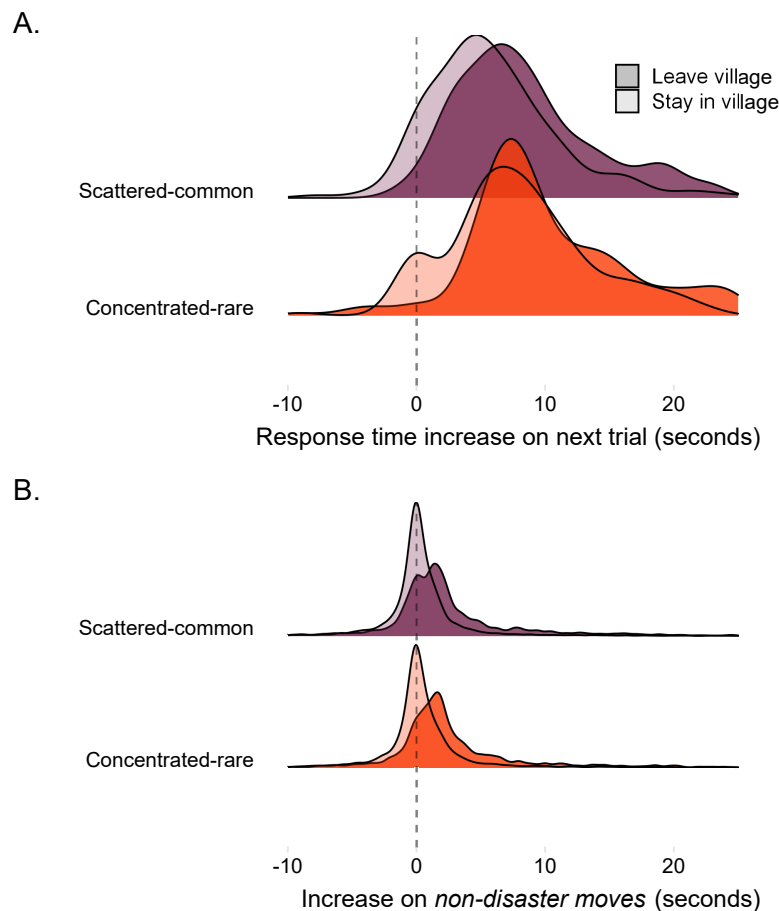 A.
Leave village
Stay in village
Scattered-common
Concentrated-rare
-10 0 10 20
Response time increase on next trial (seconds)
B.
Scattered-common
Concentrated-rare
-10 0 10 20
Increase on non-disaster moves (seconds)